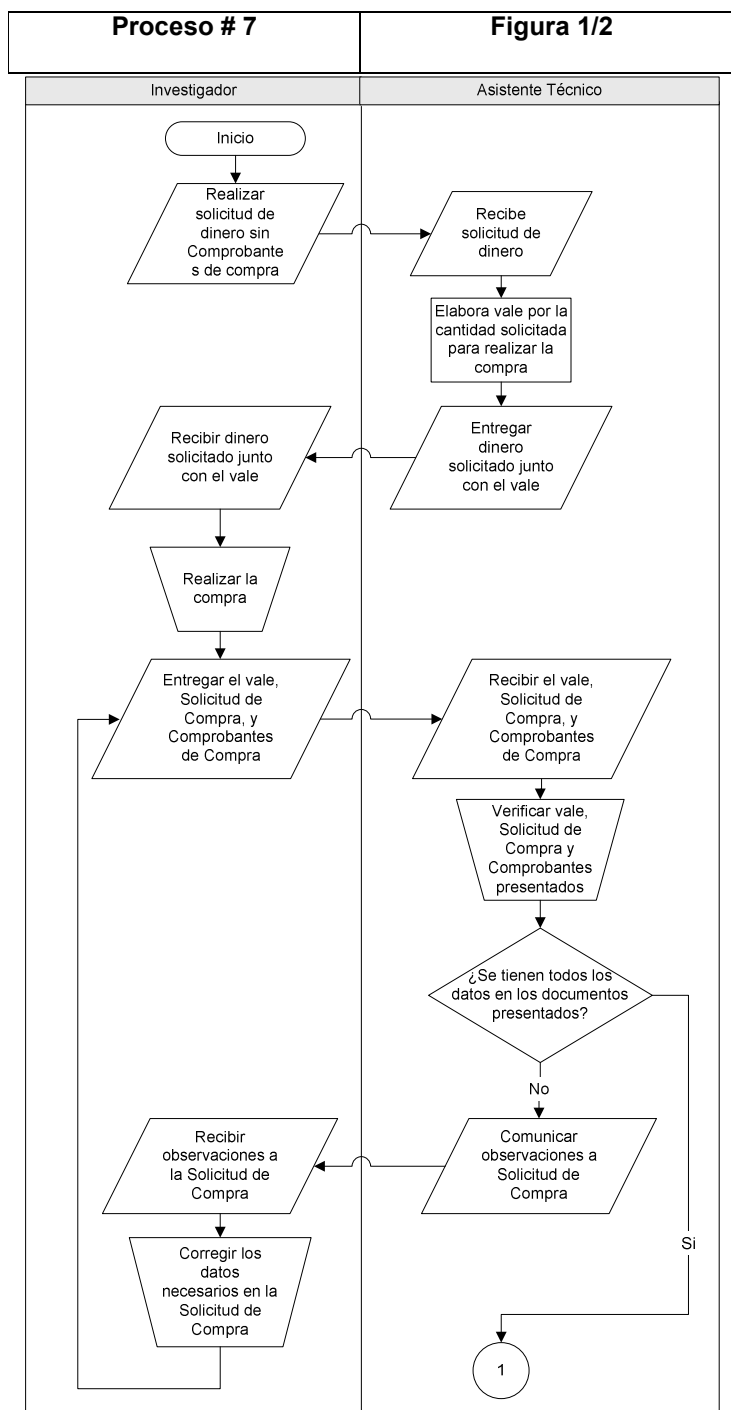 Proceso # 7
Figura 1/2
Investigador
Asistente Técnico
Inicio
Realizar
solicitud de
dinero sin
Comprobante
s de compra
Recibe
solicitud de
dinero
Elabora vale por la
cantidad solicitada
para realizar la
compra
Entregar
dinero
solicitado junto
con el vale
Recibir dinero
solicitado junto
con el vale
Realizar la
compra
Entregar el vale,
Solicitud de
Compra, y
Comprobantes
de Compra
Recibir el vale,
Solicitud de
Compra, y
Comprobantes
de Compra
Verificar vale,
Solicitud de
Compra y
Comprobantes
presentados
¿Se tienen todos los
datos en los documentos
presentados?
No
Comunicar
observaciones a
Solicitud de
Compra
Recibir
observaciones a
la Solicitud de
Compra
Corregir los
datos
necesarios en la
Solicitud de
Compra
Si
1